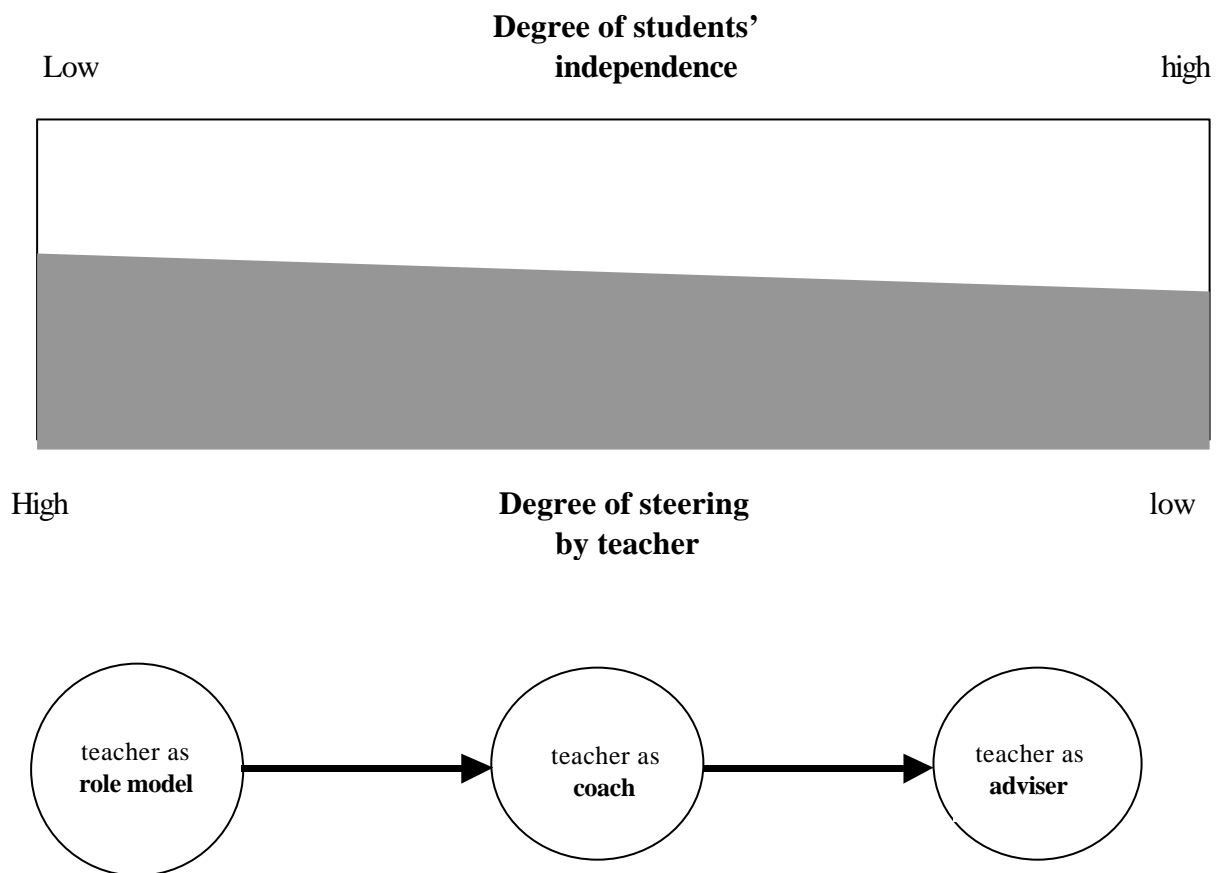 Degree of students’
Low independence high
High Degree of steering low
by teacher
teacher as
role model
teacher as
coach
teacher as
adviser